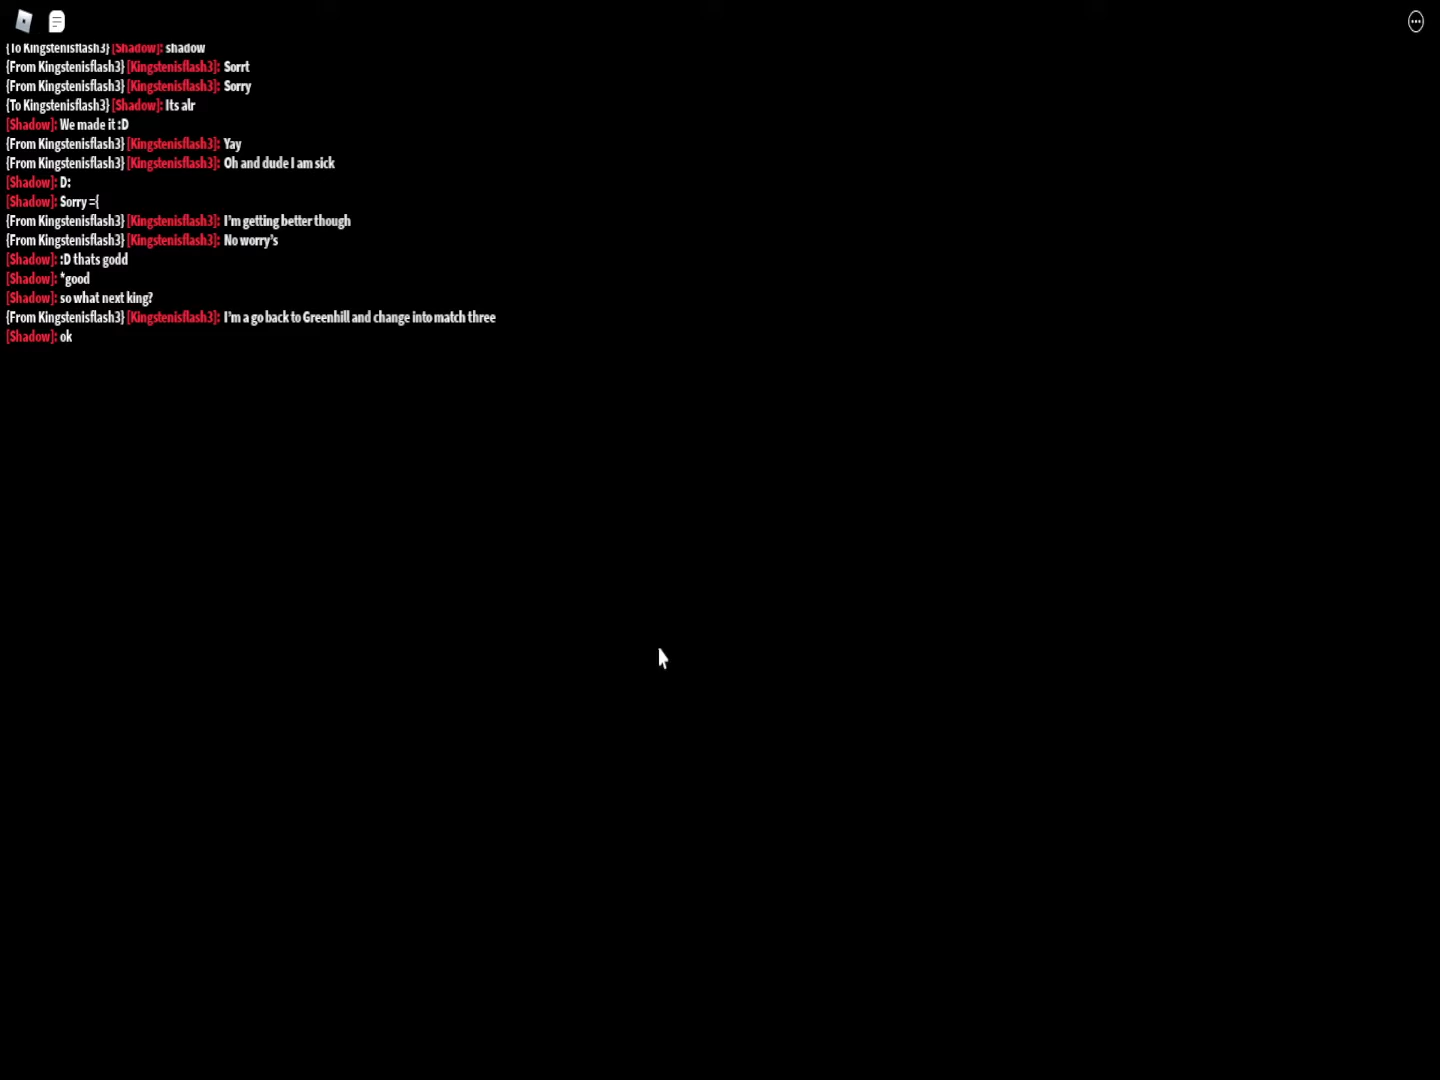 {To Kingstenisflash3} [Shadow]: shadow
{From Kingstenisflash3} [Kingstenisflash3]: Sorrt
{From Kingstenisflash3} [Kingstenisflash3]: Sorry
{To Kingstenisflash3} [Shadow]: Its alr
[Shadow]: We made it :D
{From Kingstenisflash3} [Kingstenisflash3]: Yay
{From Kingstenisflash3} [Kingstenisflash3]: Oh and dude I am sick
[Shadow]: D:
[Shadow]: Sorry ={
{From Kingstenisflash3} [Kingstenisflash3]: I'm getting better though
{From Kingstenisflash3} [Kingstenisflash3]: No worry's
[Shadow]: :D thats godd
[Shadow]: *good
[Shadow]: so what next king?
{From Kingstenisflash3} [Kingstenisflash3]: I'm a go back to Greenhill and change into match three
[Shadow]: ok